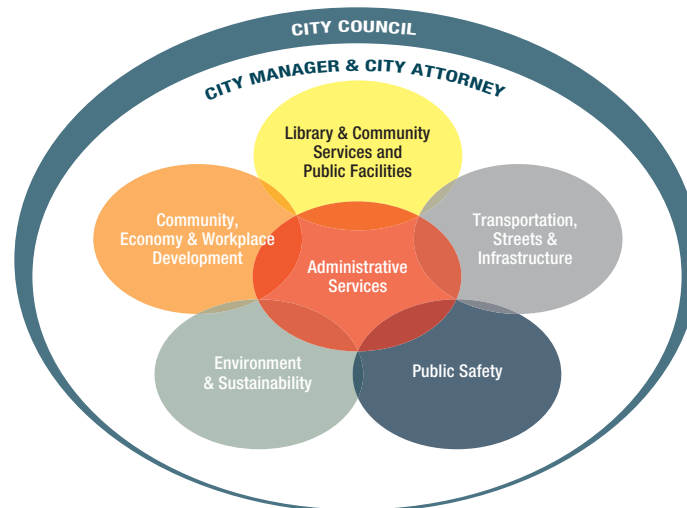 CITY COUNCIL
CITY MANAGER & CITY ATTORNEY
Library & Community
Services and
Public Facilities
Community,
Economy & Workplace
Development
Transportation,
Streets &
Infrastructure
Administrative
Services
Environment
& Sustainability
Public Safety